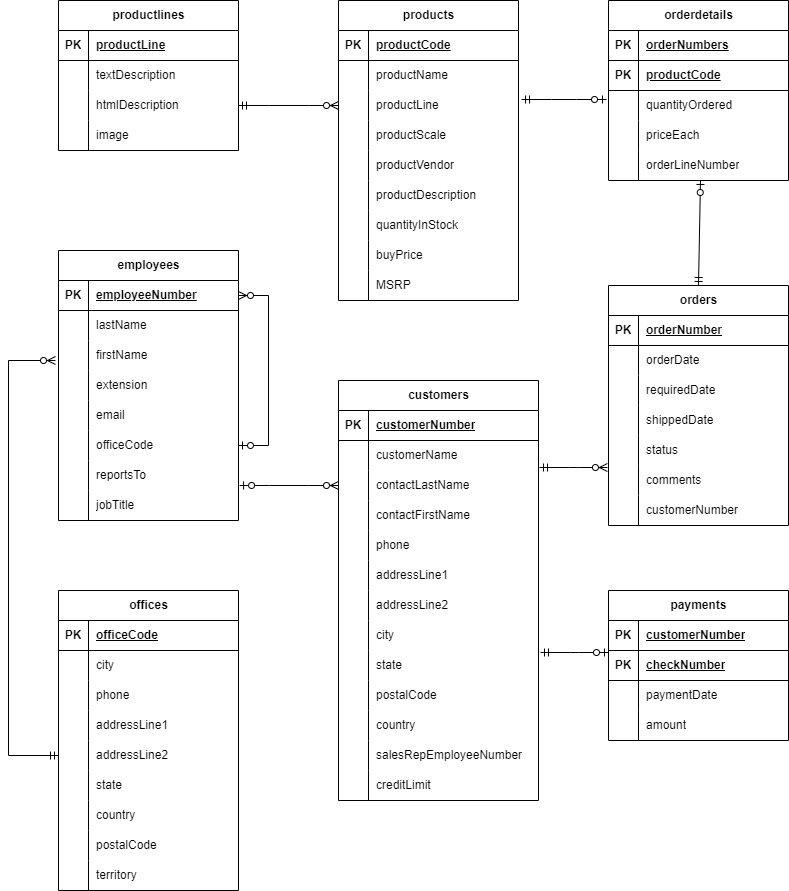 productlines
PK productLine
textDescription
htmlDescription
image
products
PK productCode
productName
productLine
productScale
productVendor
productDescription
quantityInStock
buyPrice
MSRP
orderdetails
PK orderNumbers
PK productCode
quantityOrdered
priceEach
orderLineNumber
employees
PK employeeNumber
lastName
firstName
extension
email
officeCode
reportsTo
jobTitle
customers
PK customerNumber
customerName
contactLastName
contactFirstName
phone
addressLine1
addressLine2
city
state
postalCode
country
salesRepEmployeeNumber
creditLimit
orders
PK orderNumber
orderDate
requiredDate
shippedDate
status
comments
customerNumber
offices
PK officeCode
city
phone
addressLine1
addressLine2
state
country
postalCode
territory
payments
PK customerNumber
PK checkNumber
paymentDate
amount